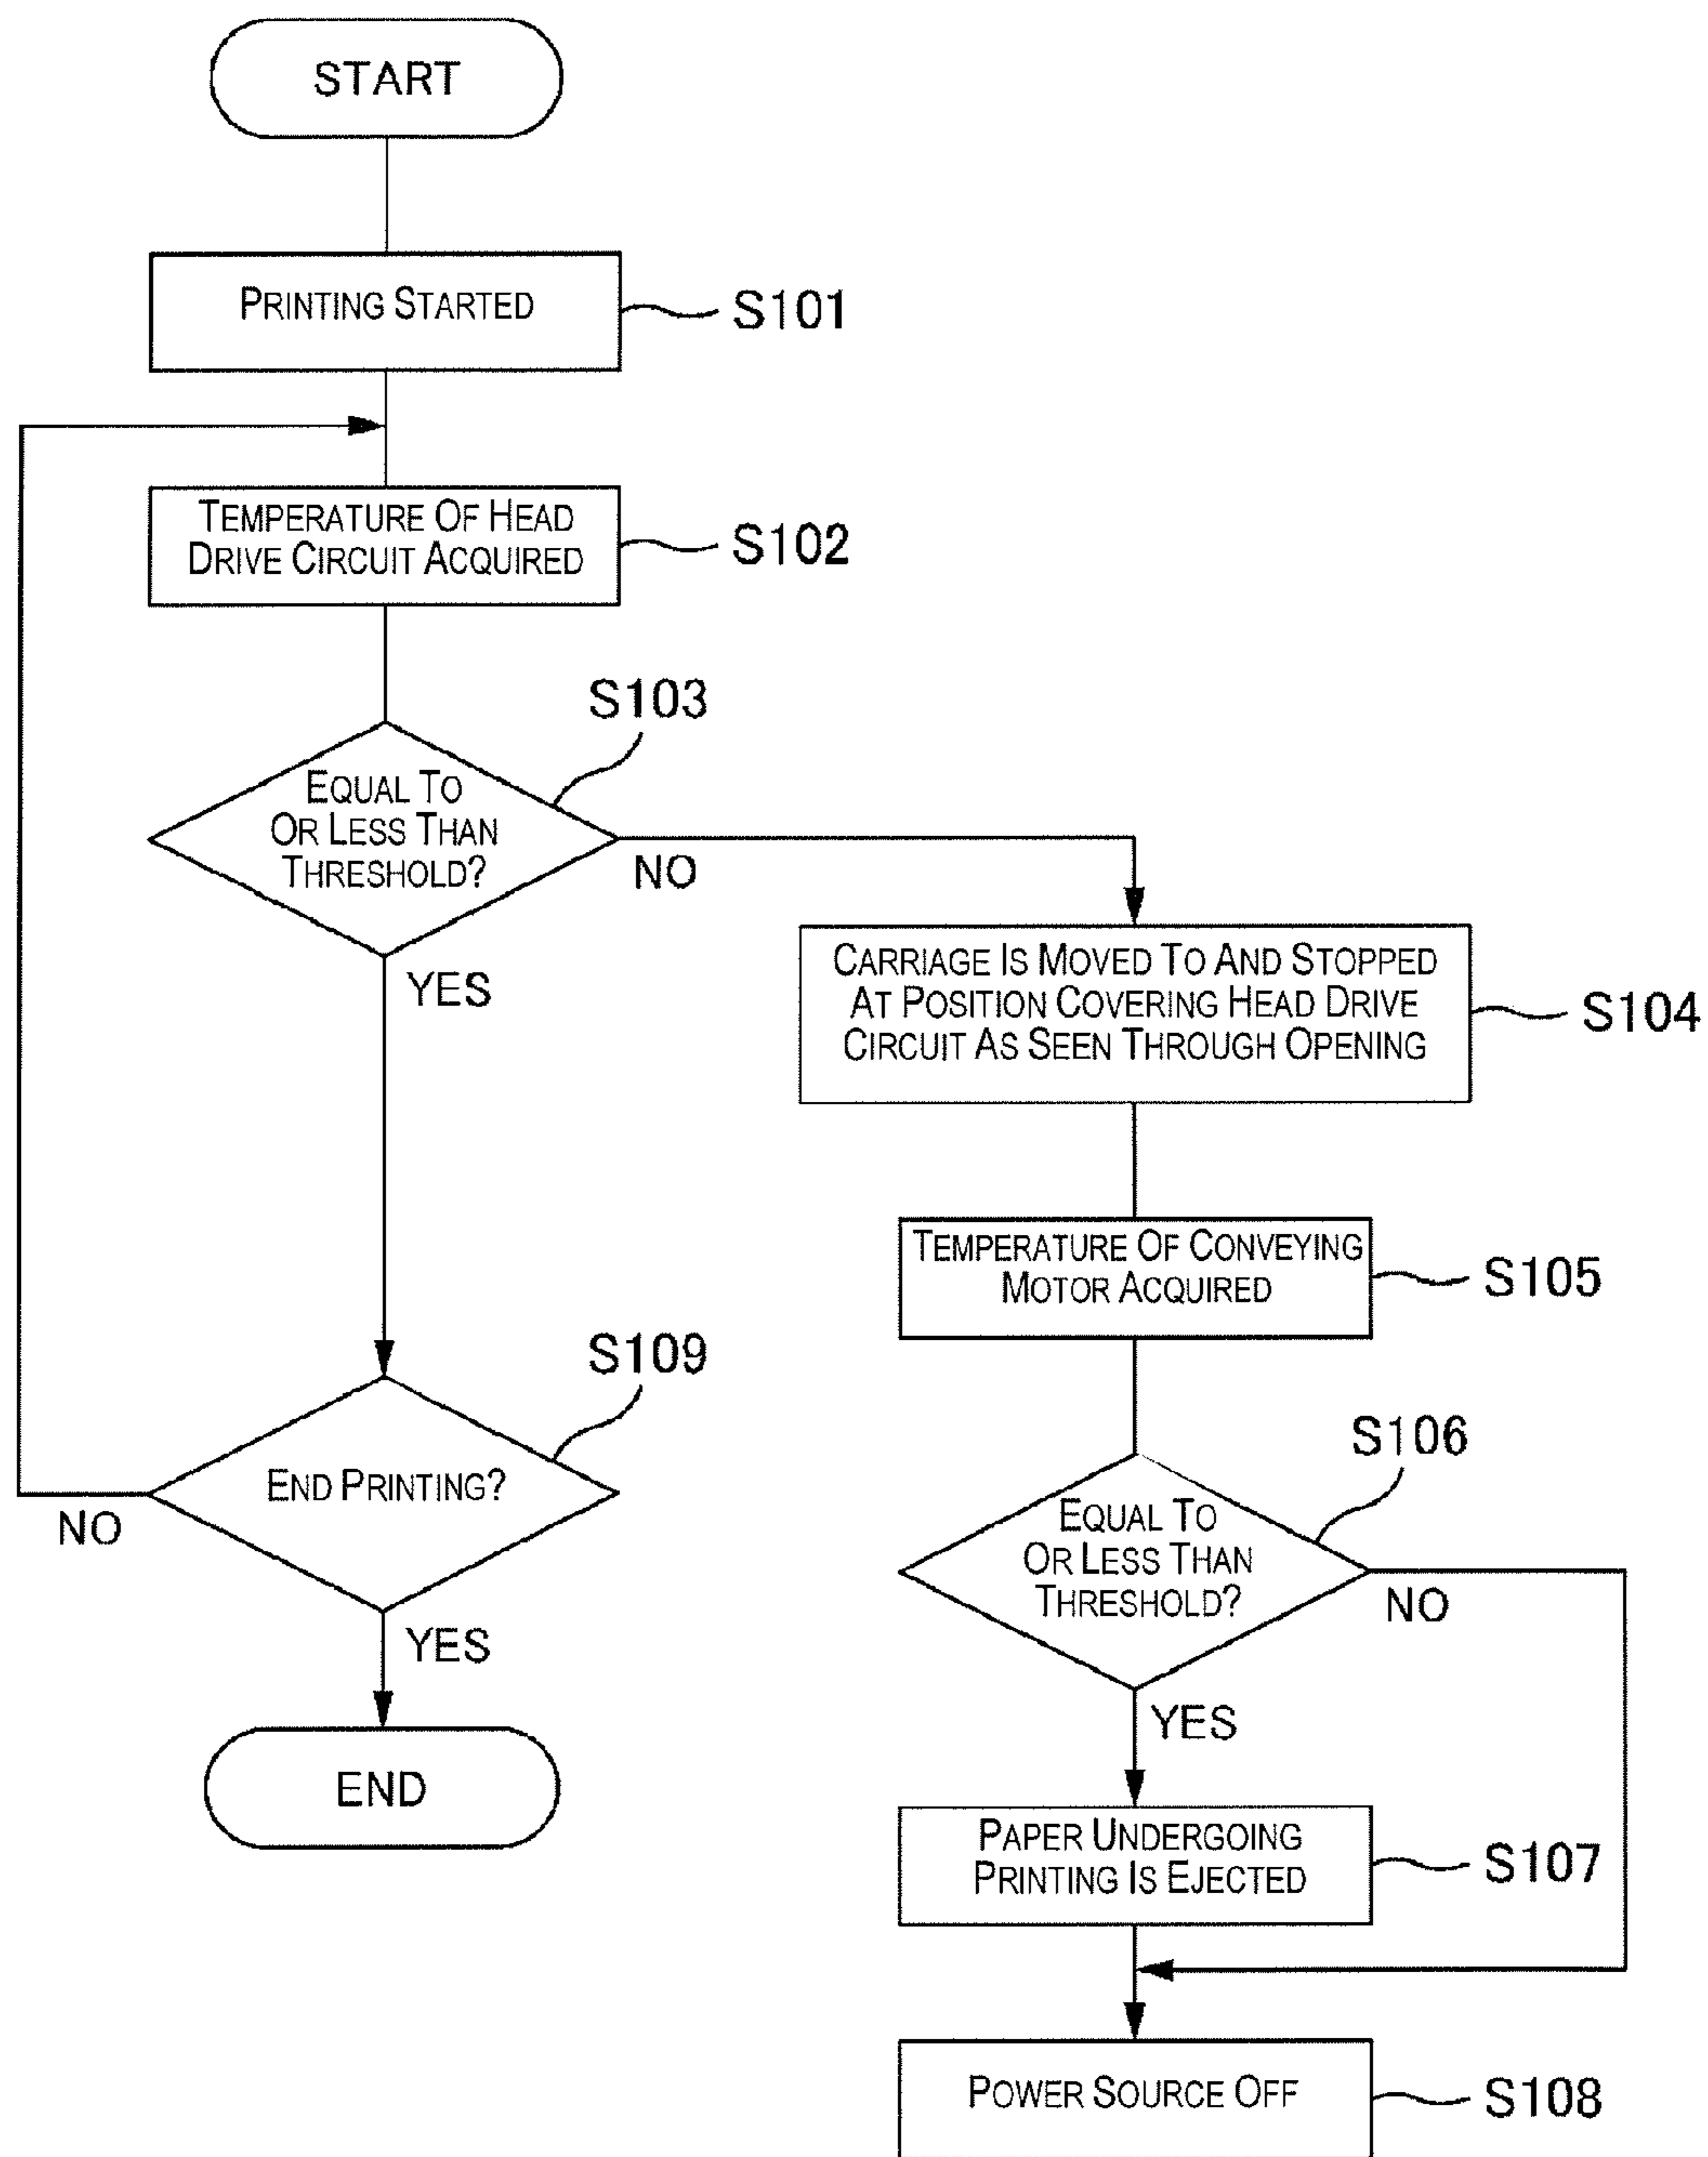 START
PRINTING STARTED
S101
TEMPERATURE OF HEAD
DRIVE CIRCUIT ACQUIRED
S102
S103
EQUAL TO
OR LESS THAN
THRESHOLD?
NO
YES
CARRIAGE IS MOVED TO AND STOPPED
AT POSITION COVERING HEAD DRIVE
CIRCUIT AS SEEN THROUGH OPENING
S104
TEMPERATURE OF CONVEYING
MOTOR ACQUIRED
S105
S109
END PRINTING?
NO
YES
END
S106
EQUAL TO
OR LESS THAN
THRESHOLD?
NO
YES
PAPER UNDERGOING
PRINTING IS EJECTED
S107
POWER SOURCE OFF
S108